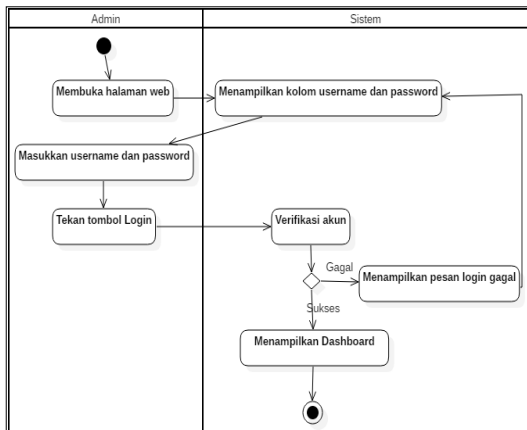 Admin
Sistem
Membuka halaman web
Menampilkan kolom username dan password
Masukkan username dan password
Tekan tombol Login
Verifikasi akun
Gagal
Menampilkan pesan login gagal
Sukses
Menampilkan Dashboard